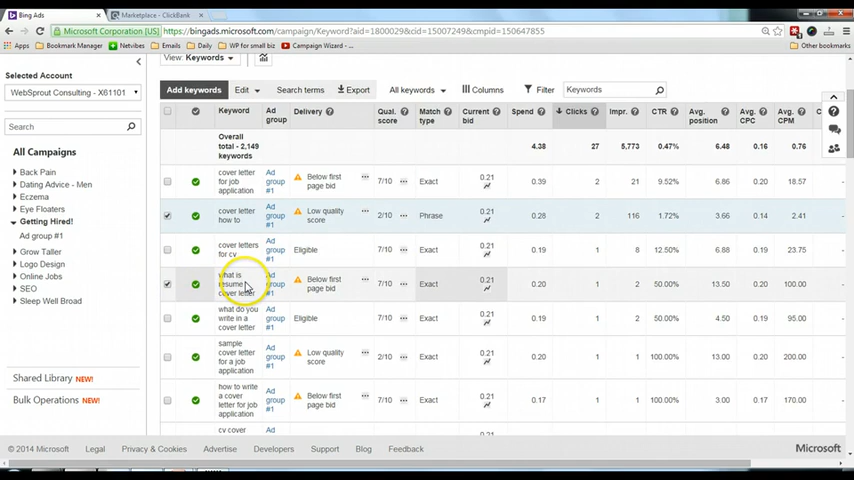 Bing Ads
Marketplace - ClickBank
Microsoft Corporation [US]
https://bingads.microsoft.com/campaign/Keyword?aid=1800029&cid=15007249&cmpid=150647855
Apps
Bookmark Manager
Netvibes
Emails
Daily
WP for small biz
Campaign Wizard -...
Other bookmarks
View: Keywords
Selected Account
WebSprout Consulting - X61101
Search
All Campaigns
Back Pain
Dating Advice - Men
Eczema
Eye Floaters
Getting Hired!
Ad group #1
Grow Taller
Logo Design
Online Jobs
SEO
Sleep Well Broad
Shared Library NEW!
Bulk Operations NEW!
Add keywords
Edit
Search terms
Export
All keywords
Columns
Filter
Keywords
Keyword
Ad
group
Delivery
Qual.
score
Match
type
Current
bid
Spend
Clicks
Impr.
CTR
Avg.
position
Avg.
CPC
Avg.
CPM
Overall
total - 2,149
keywords
4.38
27
5,773
0.47%
6.48
0.16
0.76
cover letter
for job
application
Ad
group
#1
Below first
page bid
7/10
Exact
0.21
0.39
2
21
9.52%
6.86
0.20
18.57
-
cover letter
how to
Ad
group
#1
Low quality
score
2/10
Phrase
0.21
0.28
2
116
1.72%
3.66
0.14
2.41
-
cover letters
for cv
Ad
group
#1
Eligible
7/10
Exact
0.21
0.19
1
8
12.50%
6.88
0.19
23.75
-
what is
resume
cover letter
Ad
group
#1
Below first
page bid
7/10
Exact
0.21
0.20
1
2
50.00%
13.50
0.20
100.00
-
what do you
write in a
cover letter
Ad
group
#1
Eligible
7/10
Exact
0.21
0.19
1
2
50.00%
4.50
0.19
95.00
-
sample
cover letter
for a job
application
Ad
group
#1
Low quality
score
2/10
Exact
0.21
0.20
1
1
100.00%
13.00
0.20
200.00
-
how to write
a cover
letter for job
application
Ad
group
#1
Below first
page bid
7/10
Exact
0.21
0.17
1
1
100.00%
3.00
0.17
170.00
-
cv cover
© 2014 Microsoft
Legal
Privacy & Cookies
Advertise
Developers
Support
Blog
Feedback
Microsoft